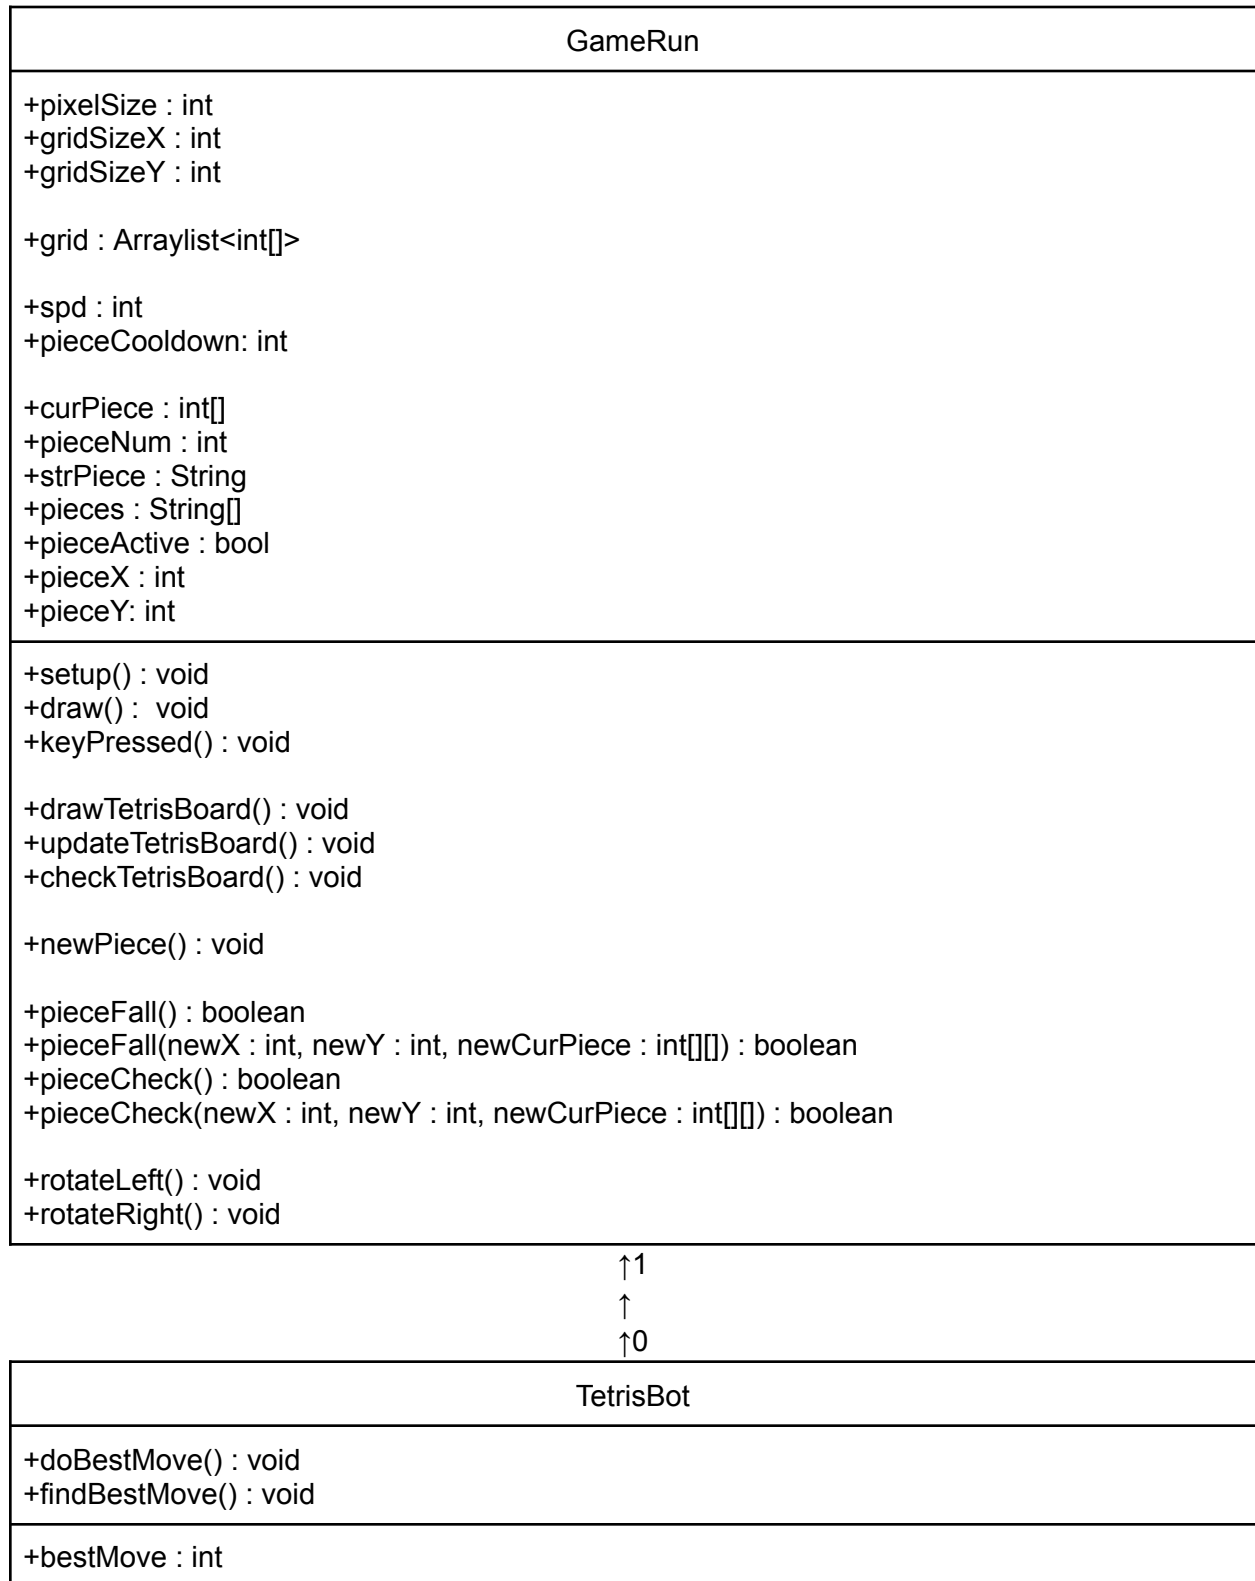 GameRun
+pixelSize : int
+gridSizeX : int
+gridSizeY : int
+grid : Arraylist<int[]>
+spd : int
+pieceCooldown: int
+curPiece : int[]
+pieceNum : int
+strPiece : String
+pieces : String[]
+pieceActive : bool
+pieceX : int
+pieceY: int
+setup() : void
+draw() :  void
+keyPressed() : void
+drawTetrisBoard() : void
+updateTetrisBoard() : void
+checkTetrisBoard() : void
+newPiece() : void
+pieceFall() : boolean
+pieceFall(newX : int, newY : int, newCurPiece : int[][]) : boolean
+pieceCheck() : boolean
+pieceCheck(newX : int, newY : int, newCurPiece : int[][]) : boolean
+rotateLeft() : void
+rotateRight() : void
↑1
↑
↑0
TetrisBot
+doBestMove() : void
+findBestMove() : void
+bestMove : int